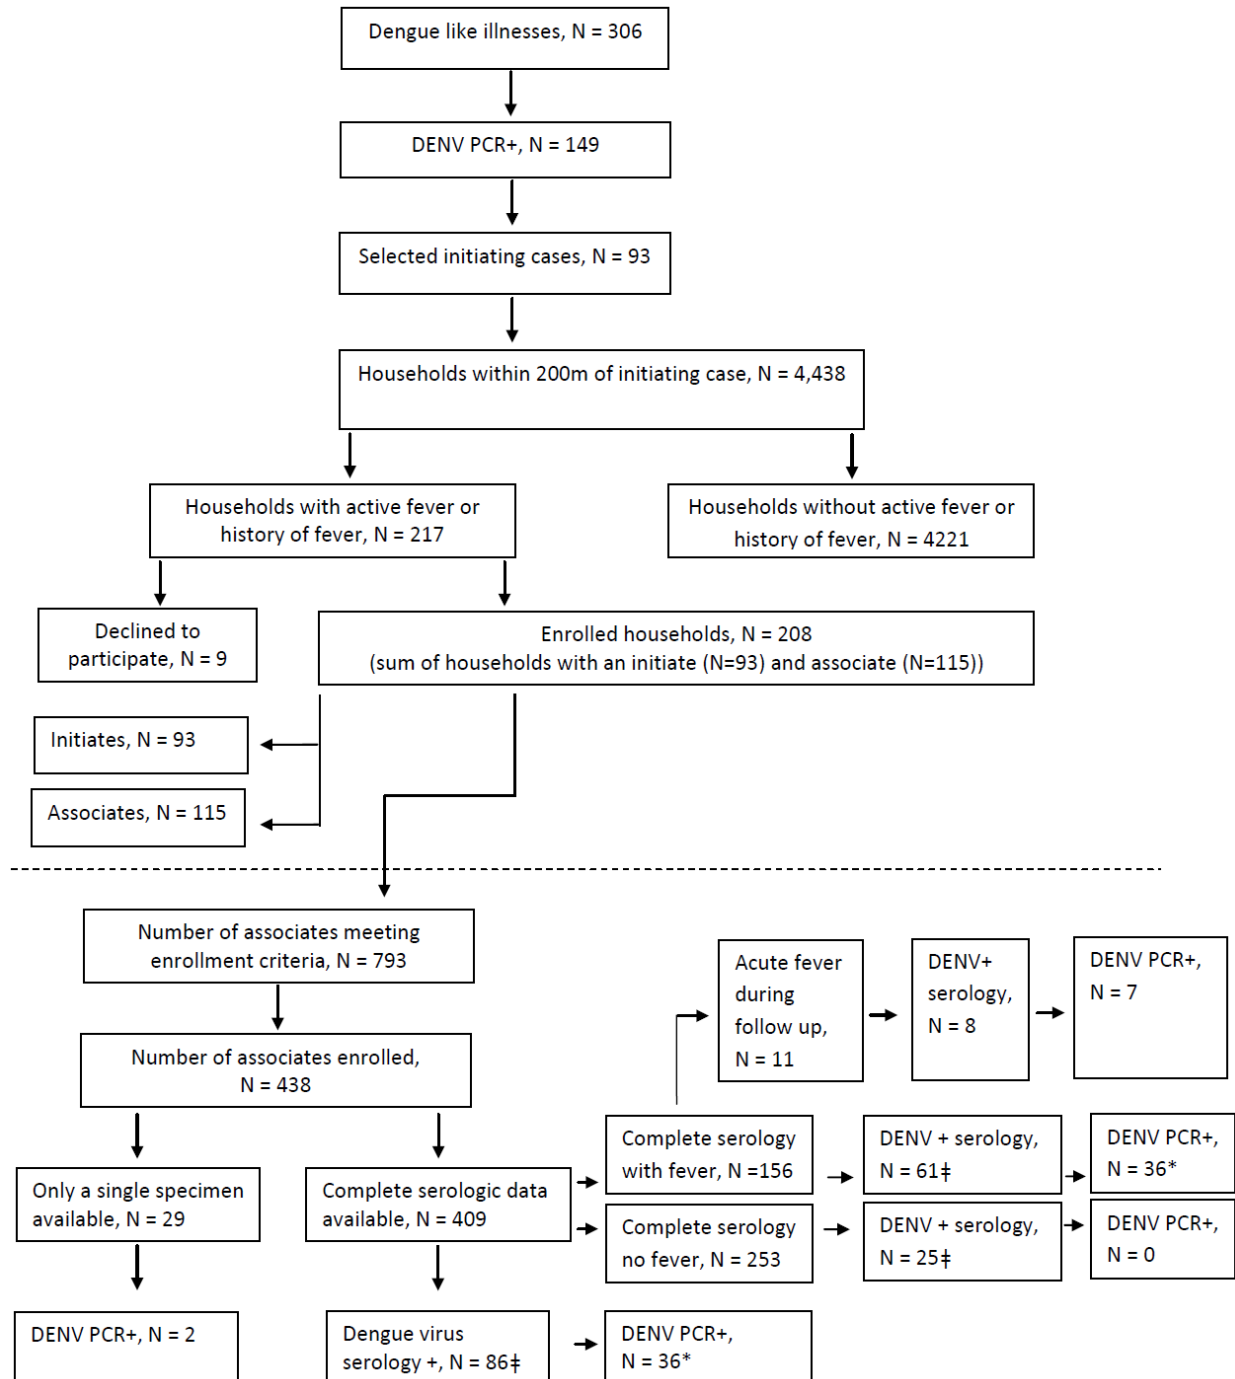 Dengue like illnesses, N = 306
DENV PCR+, N = 149
Selected initiating cases, N = 93
Households within 200m of initiating case, N = 4,438
Households with active fever or
history of fever, N = 217
Households without active fever or
history of fever, N = 4221
Declined to
participate, N = 9
Enrolled households, N = 208
(sum of households with an initiate (N=93) and associate (N=115))
Initiates, N = 93
Associates, N = 115
Number of associates meeting
enrollment criteria, N = 793
Acute fever
during
follow up,
N = 11
DENV+
serology,
N = 8
DENV PCR+,
N = 7
Number of associates enrolled,
N = 438
Complete serology
with fever, N =156
DENV + serology,
N = 61‡
DENV PCR+,
N = 36*
Only a single specimen
available, N = 29
Complete serologic data
available, N = 409
Complete serology
no fever, N = 253
DENV + serology,
N = 25‡
DENV PCR+,
N = 0
DENV PCR+, N = 2
Dengue virus
serology +, N = 86‡
DENV PCR+,
N = 36*